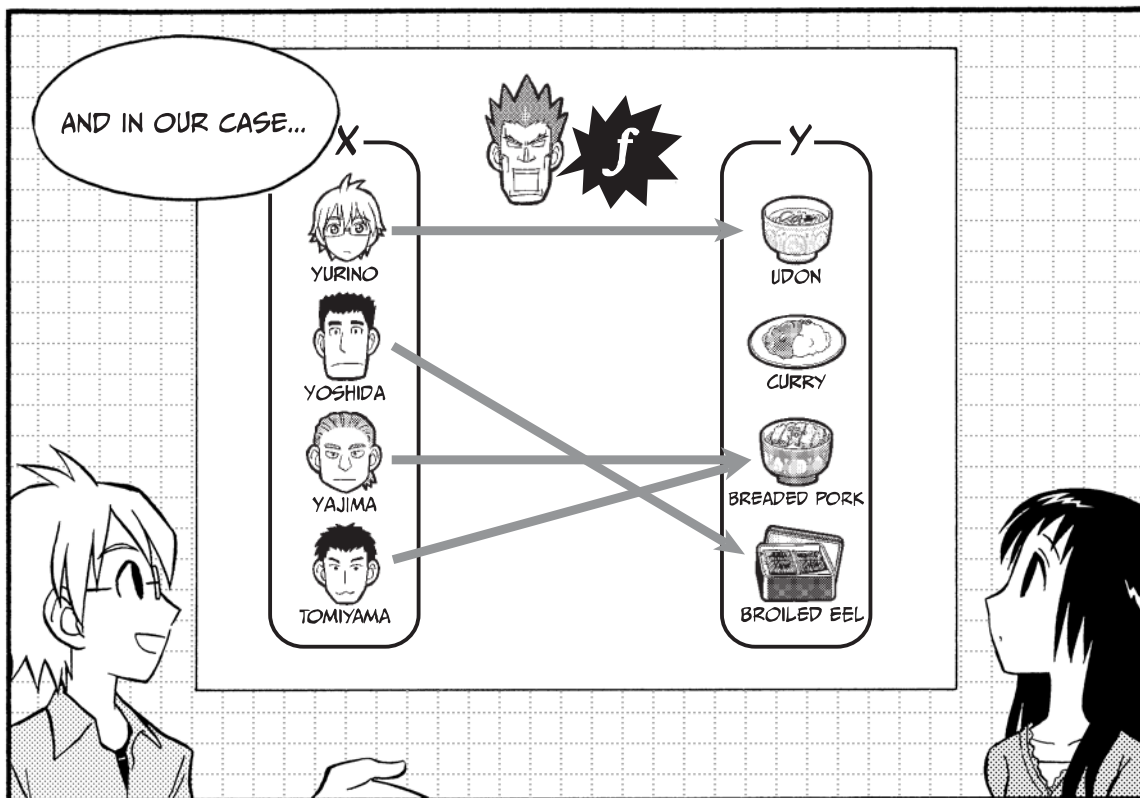 AND IN OUR CASE...
X
f
Y
YURINO
UDON
YOSHIDA
CURRY
YAJIMA
BREADED PORK
TOMIYAMA
BROILED EEL